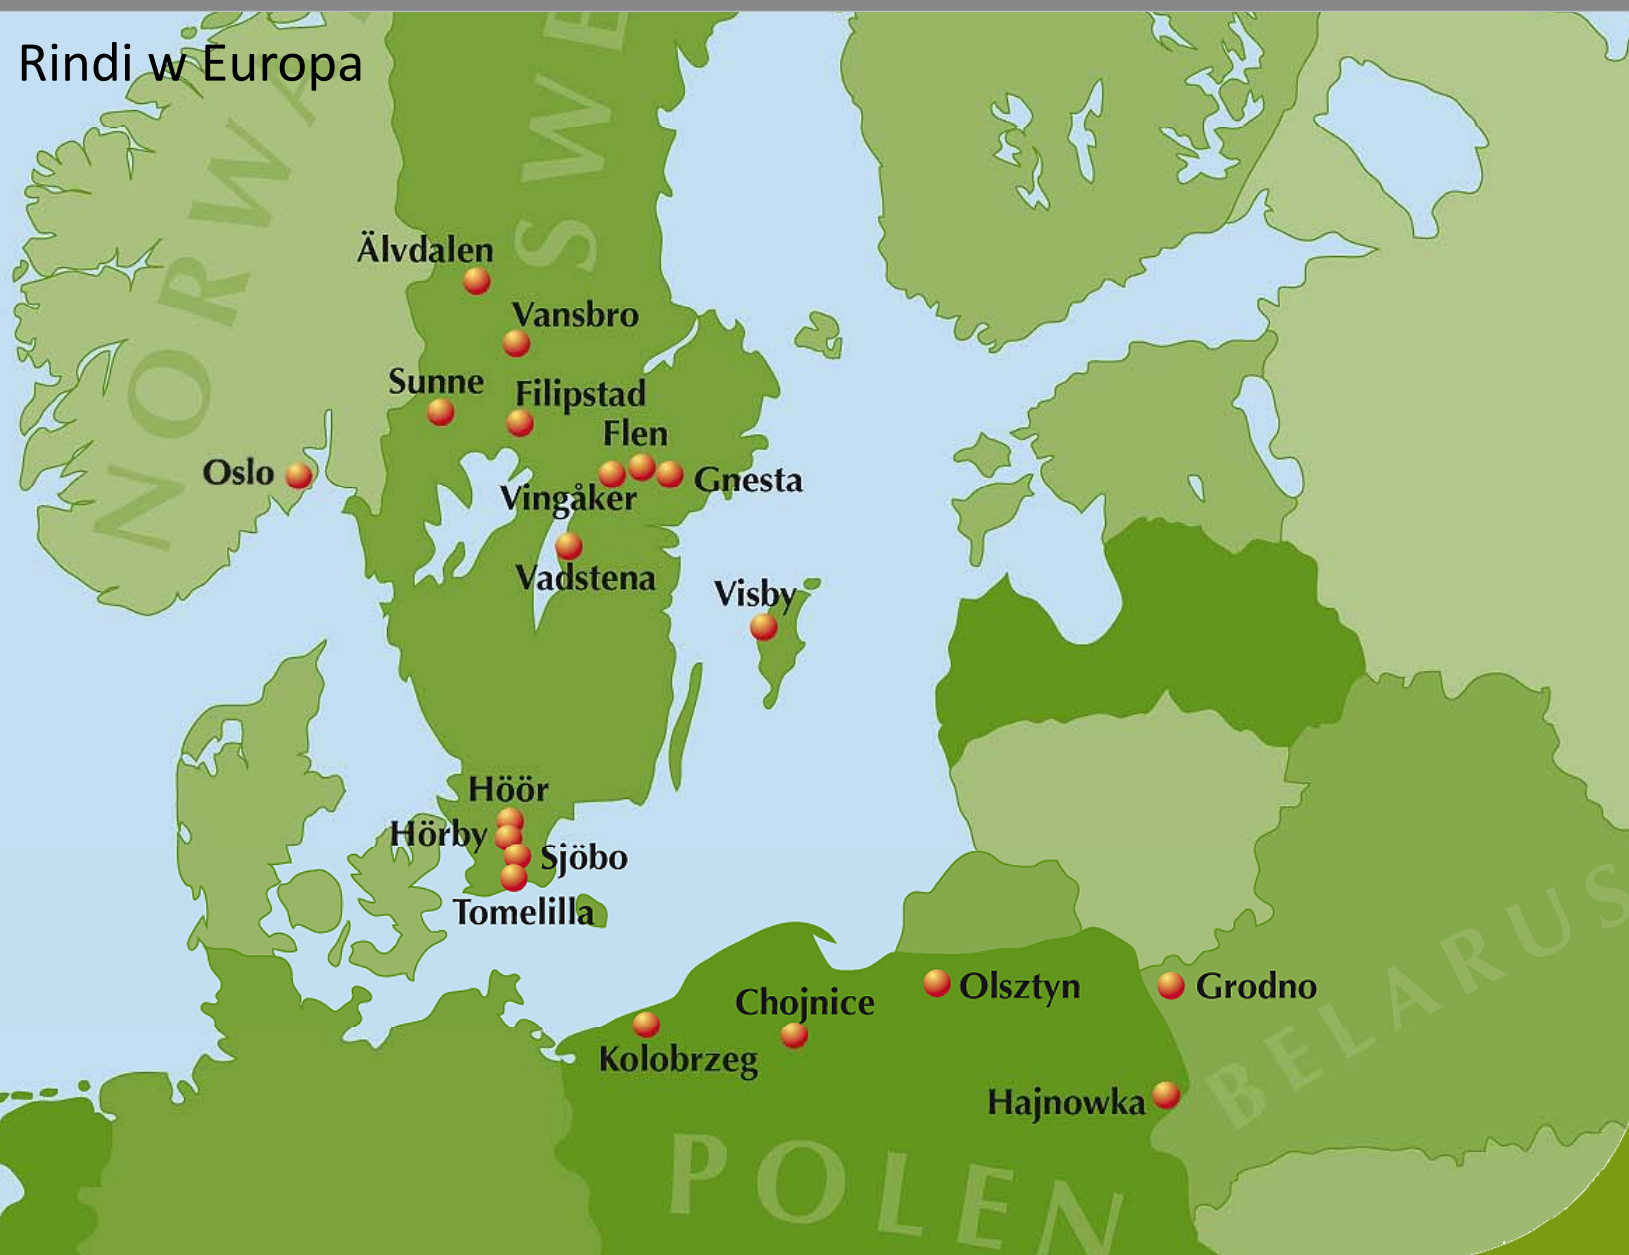 Rindi w Europa
NORWA
SWE
Älvdalen
Vansbro
Sunne
Filipstad
Flen
Oslo
Gnesta
Vingåker
Vadstena
Visby
Höör
Hörby
Sjöbo
Tomelilla
Olsztyn
Grodno
Chojnice
Kolobrzeg
Hajnowka
BELARUS
POLEN